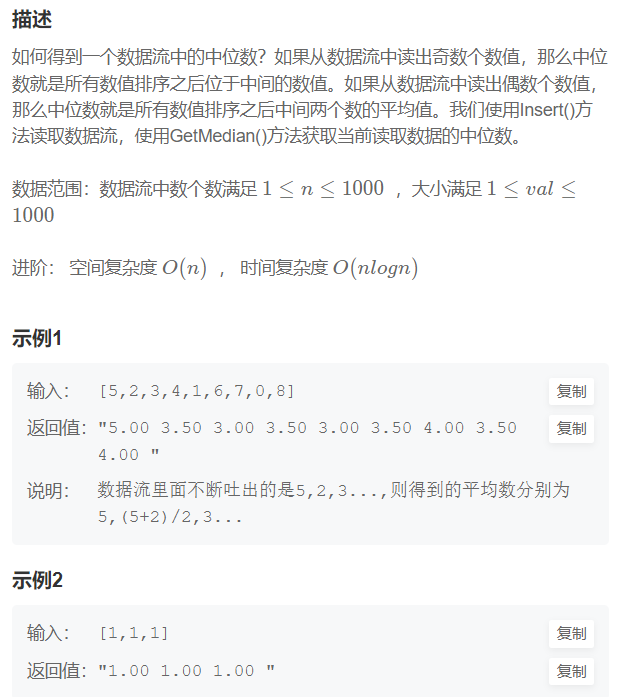 描述
如何得到一个数据流中的中位数？如果从数据流中读出奇数个数值，那么中位
数就是所有数值排序之后位于中间的数值。如果从数据流中读出偶数个数值，
那么中位数就是所有数值排序之后中间两个数的平均值。我们使用Insert()方
法读取数据流，使用GetMedian()方法获取当前读取数据的中位数。
数据范围：数据流中数个数满足 1 ≤ n ≤ 1000 ，大小满足 1 ≤ val ≤
1000
进阶： 空间复杂度 O(n) ， 时间复杂度 O(nlogn)
示例1
输入： [5,2,3,4,1,6,7,0,8] 复制
返回值： "5.00 3.50 3.00 3.50 3.00 3.50 4.00 3.50 复制
4.00 "
说明： 数据流里面不断吐出的是5,2,3...,则得到的平均数分别为
5,(5+2)/2,3...
示例2
输入： [1,1,1] 复制
返回值： "1.00 1.00 1.00 " 复制